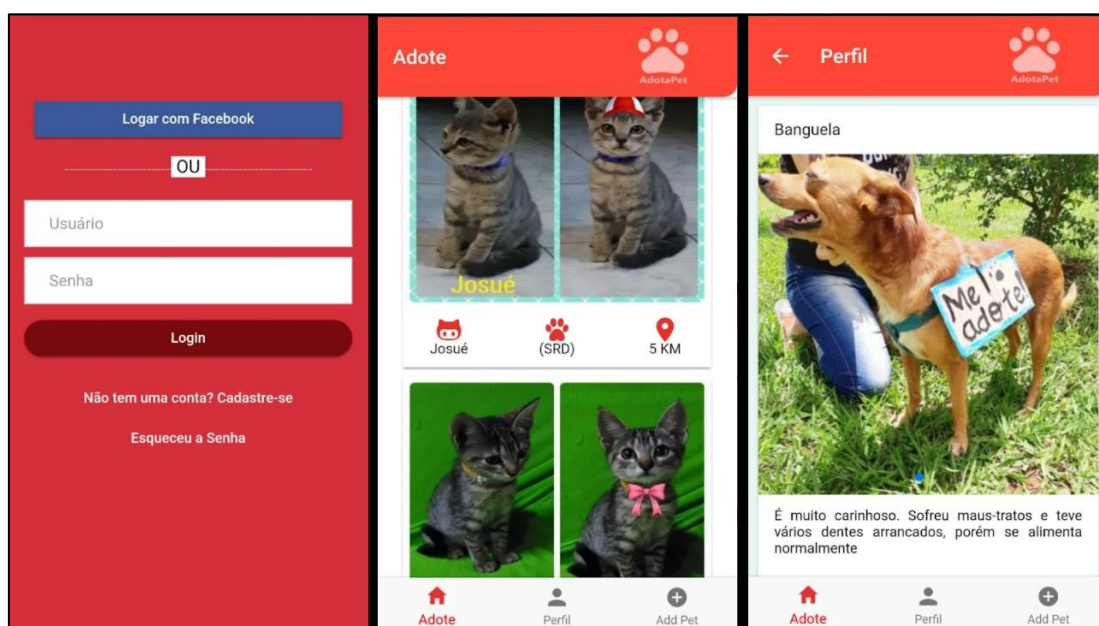 Logar com Facebook
OU
Usuário
Senha
Login
Não tem uma conta? Cadastre-se
Esqueceu a Senha
Adote
AdotaPet
Josué
Josué
(SRD)
5 KM
Adote
Perfil
Add Pet
Perfil
AdotaPet
Banguela
Me
adote!
É muito carinhoso. Sofreu maus-tratos e teve
vários dentes arrancados, porém se alimenta
normalmente
Adote
Perfil
Add Pet